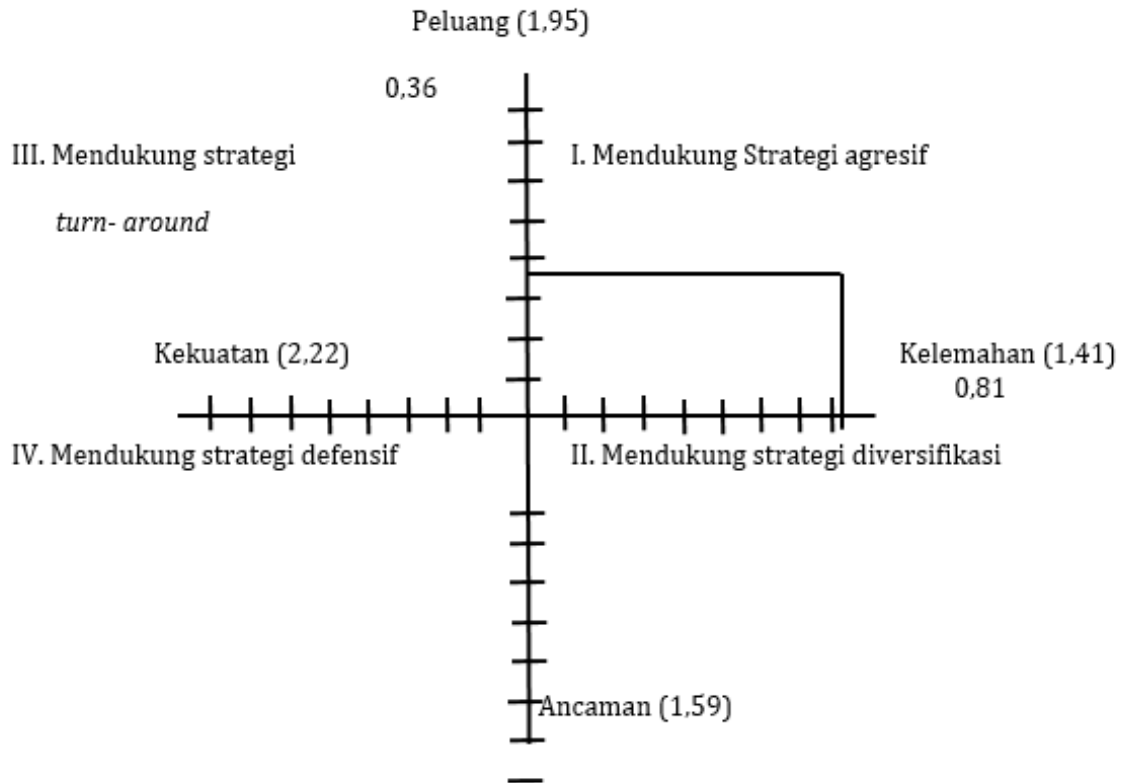 Peluang (1,95)
0,36
III. Mendukung strategi
turn- around
I. Mendukung Strategi agresif
Kekuatan (2,22)
Kelemahan (1,41)
0,81
IV. Mendukung strategi defensif
II. Mendukung strategi diversifikasi
Ancaman (1,59)